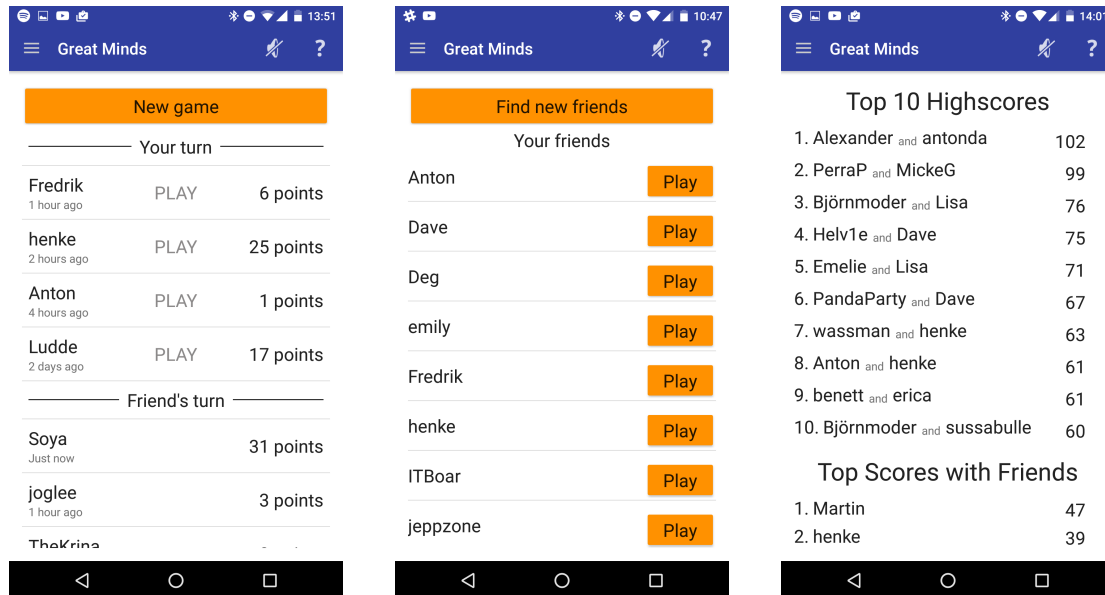 13:51
Great Minds ?
New game
Your turn
Fredrik PLAY 6 points
1 hour ago
henke PLAY 25 points
2 hours ago
Anton PLAY 1 points
4 hours ago
Ludde PLAY 17 points
2 days ago
Friend's turn
Soya 31 points
Just now
joglee 3 points
1 hour ago
TheKrina
10:47
Great Minds ?
Find new friends
Your friends
Anton Play
Dave Play
Deg Play
emily Play
Fredrik Play
henke Play
ITBoar Play
jeppzone Play
14:01
Great Minds ?
Top 10 Highscores
1. Alexander and antonda 102
2. PerraP and MickeG 99
3. Björnmoder and Lisa 76
4. Helv1e and Dave 75
5. Emelie and Lisa 71
6. PandaParty and Dave 67
7. wassman and henke 63
8. Anton and henke 61
9. benett and erica 61
10. Björnmoder and sussabulle 60
Top Scores with Friends
1. Martin 47
2. henke 39